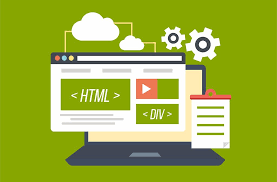 < HTML >
< DIV >